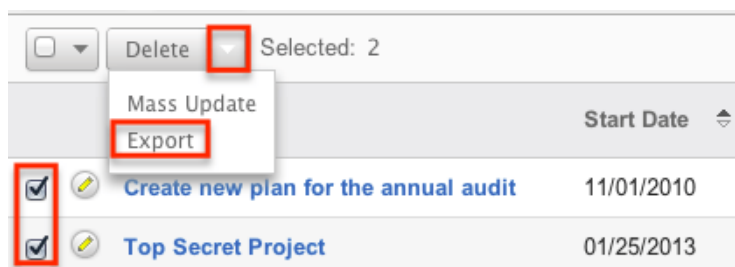 Delete Selected: 2
Mass Update
Export
Start Date
Create new plan for the annual audit 11/01/2010
Top Secret Project 01/25/2013